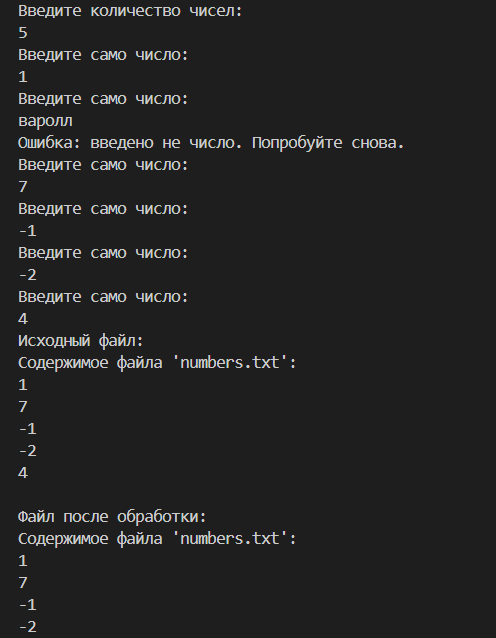 Введите количество чисел:
5
Введите само число:
1
Введите само число:
варолл
Ошибка: введено не число. Попробуйте снова.
Введите само число:
7
Введите само число:
-1
Введите само число:
-2
Введите само число:
4
Исходный файл:
Содержимое файла 'numbers.txt':
1
7
-1
-2
4

Файл после обработки:
Содержимое файла 'numbers.txt':
1
7
-1
-2